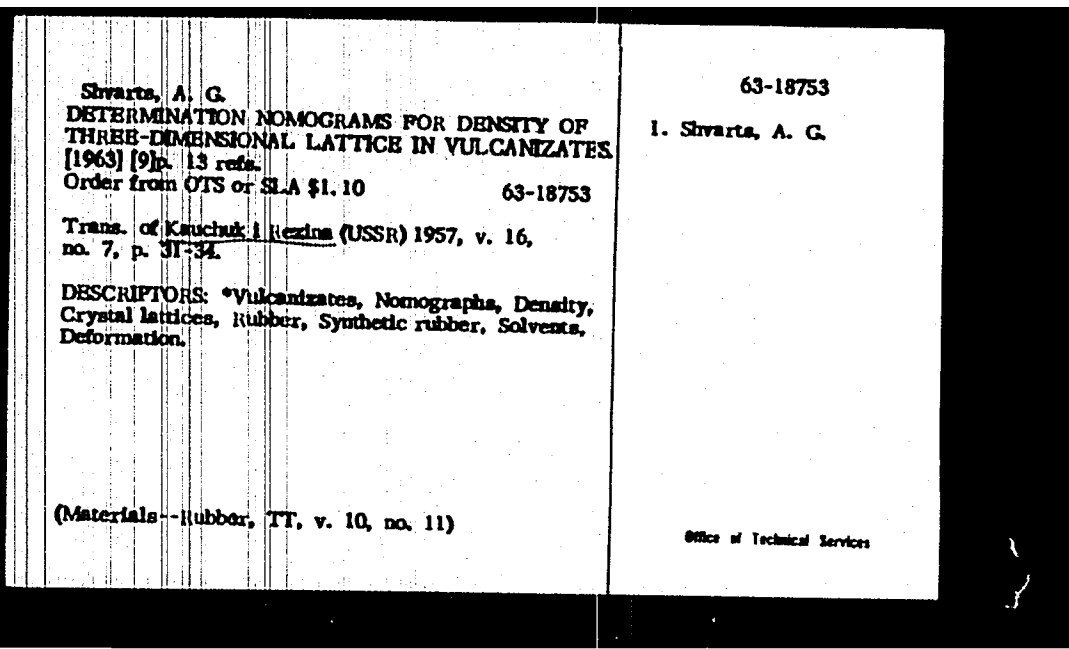 Shvarts, A. G.
DETERMINATION NOMOGRAMS FOR DENSITY OF
THREE-DIMENSIONAL LATTICE IN VULCANIZATES.
[1963] [9]p. 13 refs.
Order from OTS or SLA $1.10 63-18753
Trans. of Kauchuk i Rezina (USSR) 1957, v. 16,
no. 7, p. 31-34.
DESCRIPTORS: *Vulcanizates, Nomographs, Density,
Crystal lattices, Rubber, Synthetic rubber, Solvents,
Deformation.
(Materials--Rubber, TT, v. 10, no. 11)
63-18753
1. Shvarts, A. G.
Office of Technical Services